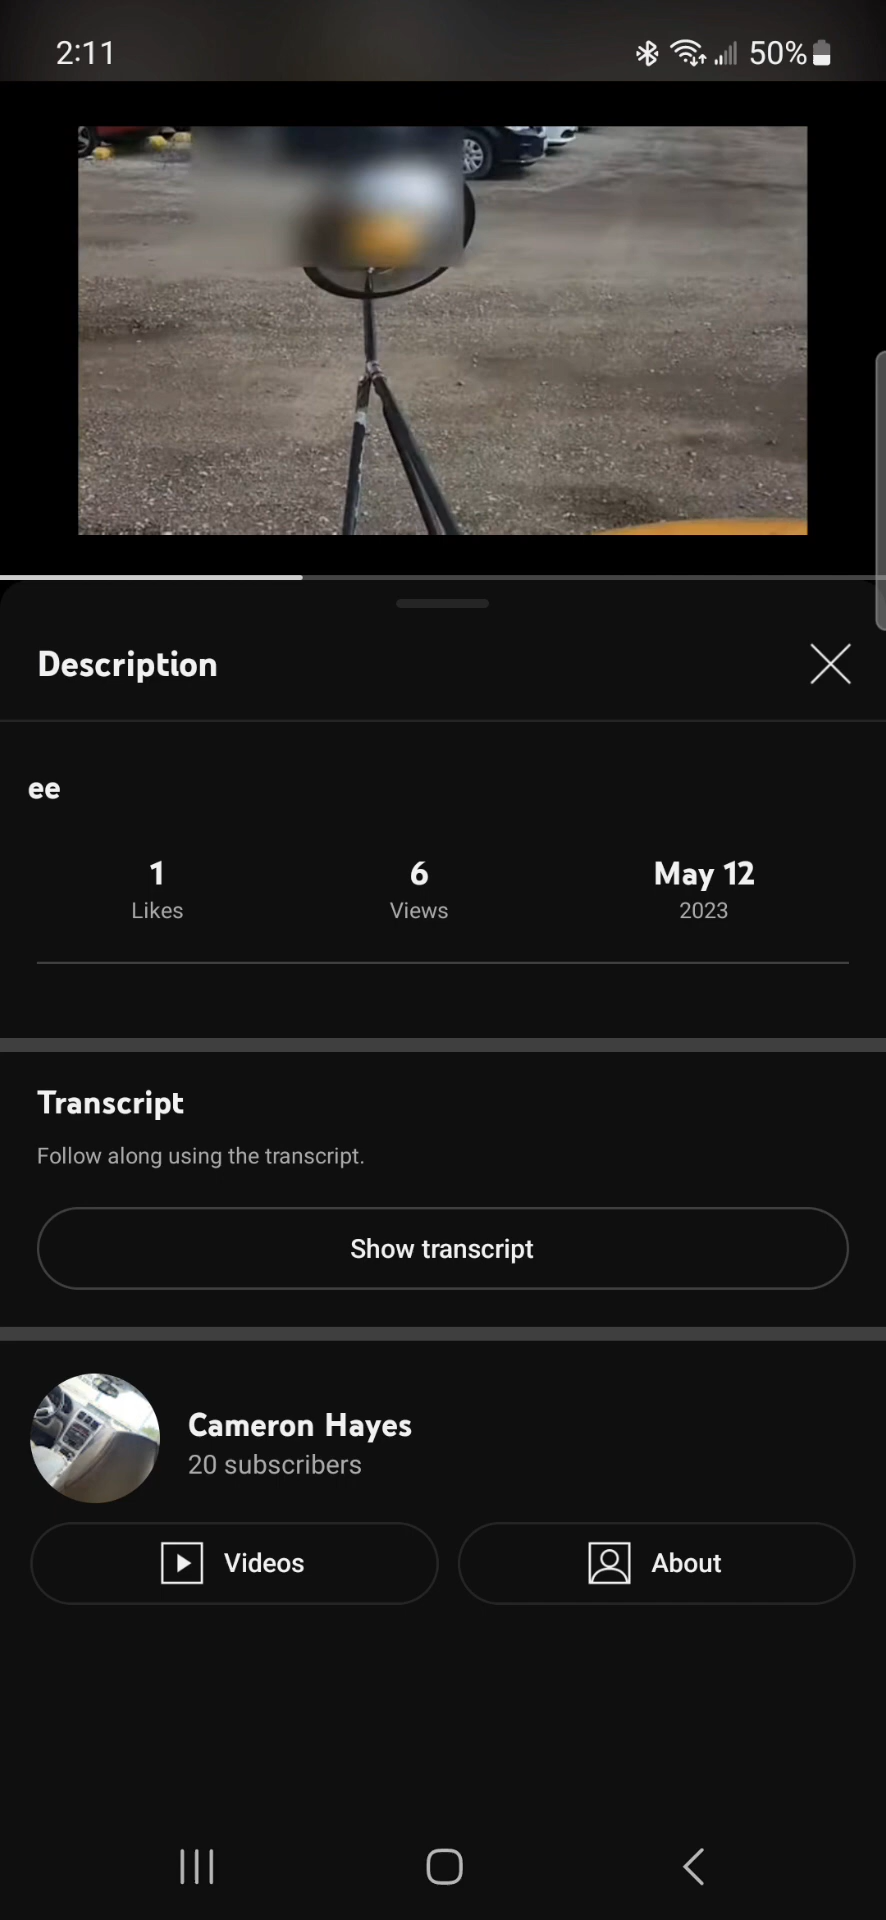 2:11 50%
Description
ee
1 6 May 12
Likes Views 2023
Transcript
Follow along using the transcript.
Show transcript
Cameron Hayes
20 subscribers
Videos About